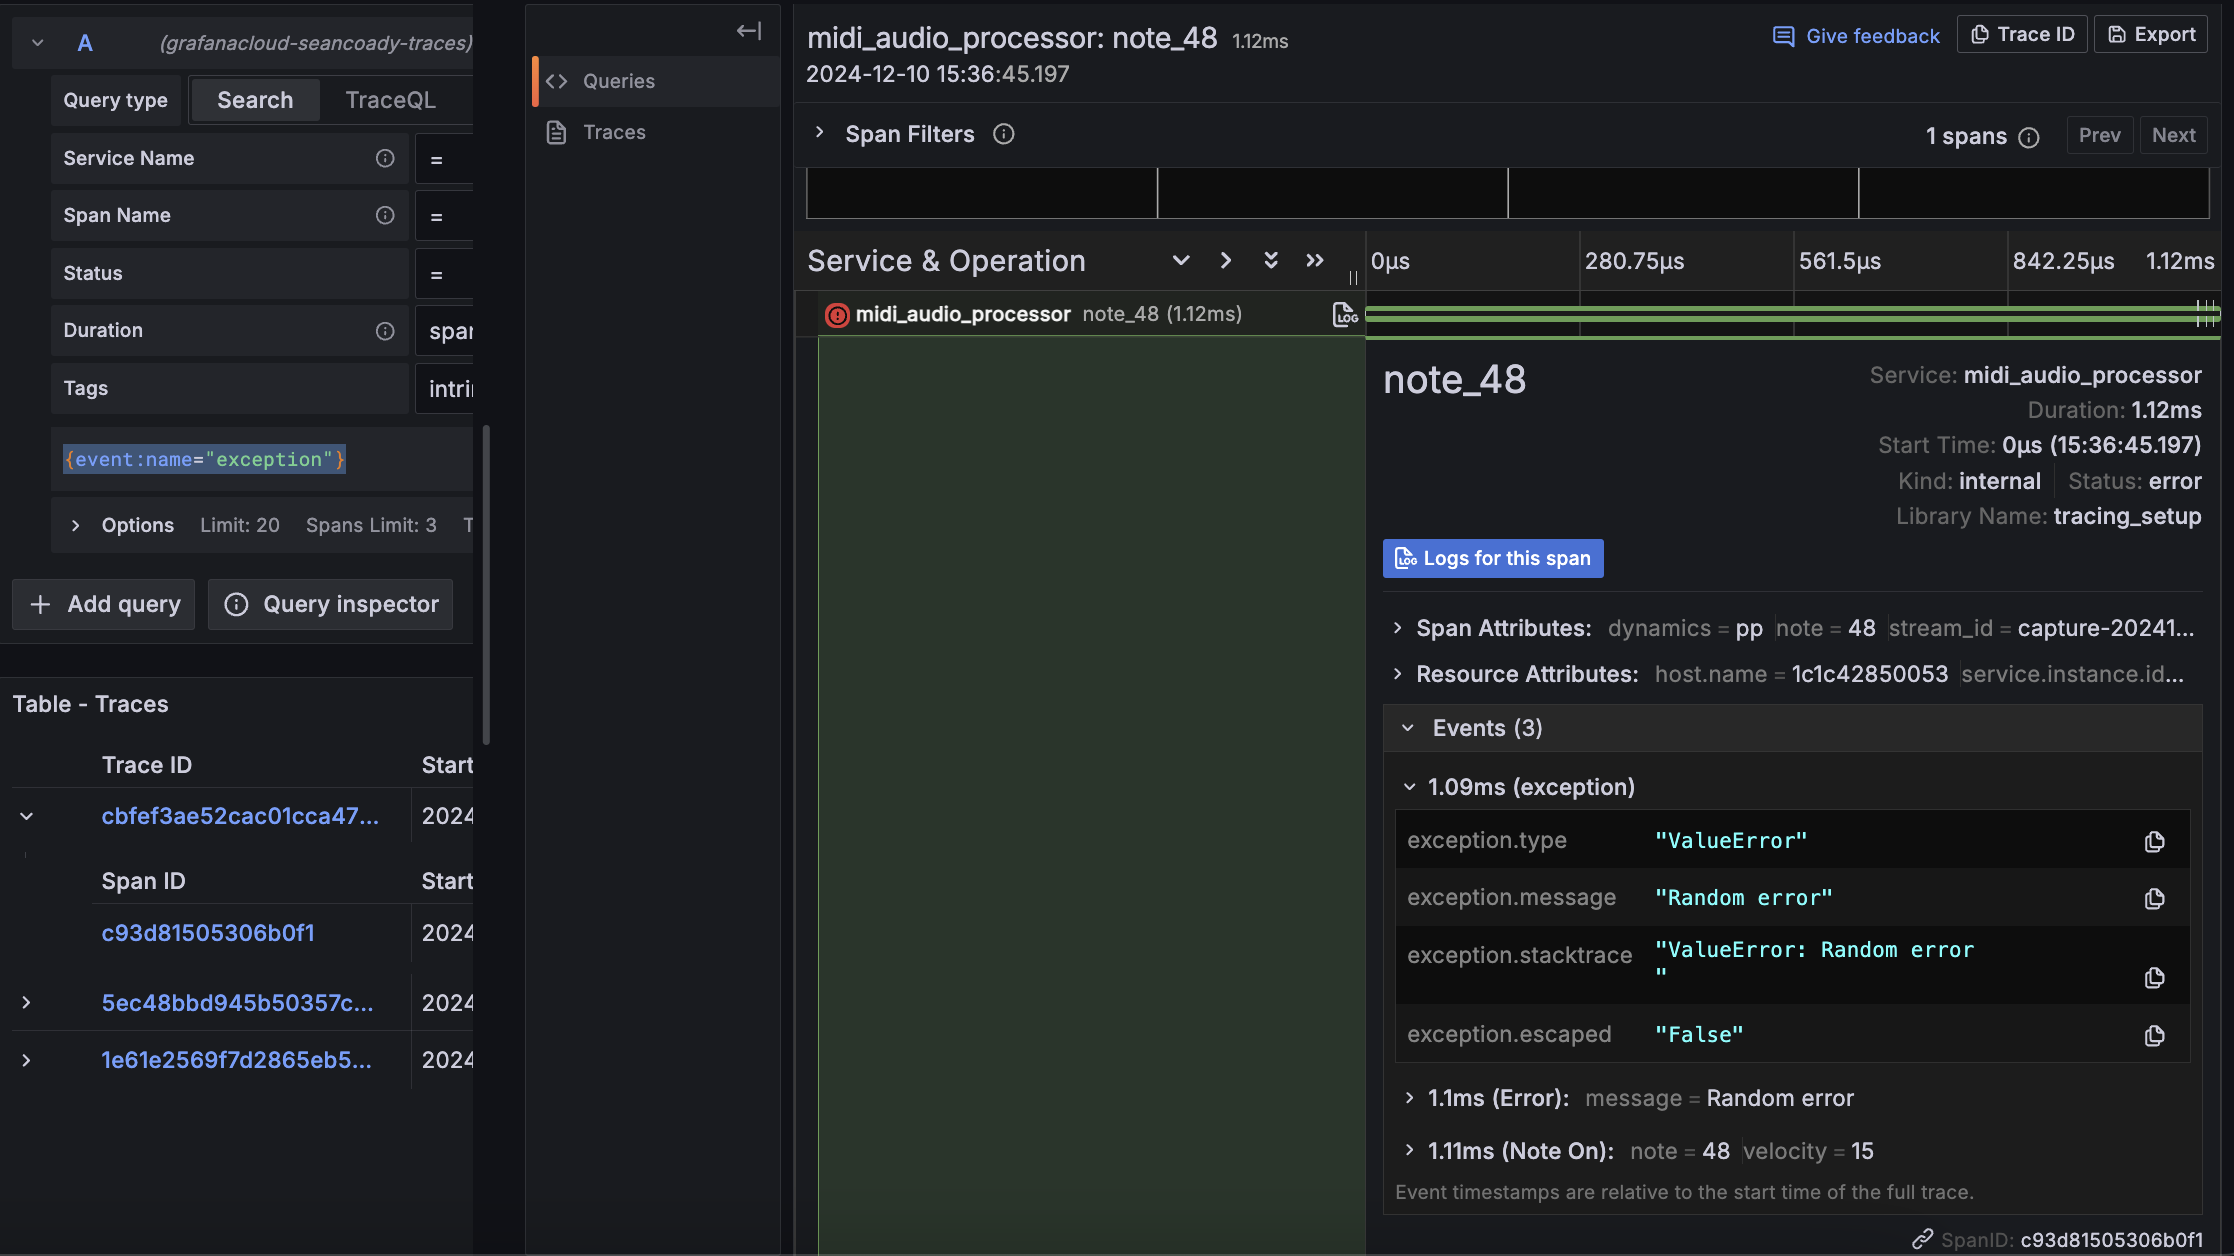 A (grafanacloud-seancoady-traces)
Query type Search TraceQL
Service Name =
Span Name =
Status =
Duration span
Tags intri
{event:name="exception"}
Options Limit: 20 Spans Limit: 3 T
+ Add query Query inspector
Table - Traces
Trace ID Start
cbfef3ae52cac01cca47... 2024
Span ID Start
c93d81505306b0f1 2024
5ec48bbd945b50357c... 2024
1e61e2569f7d2865eb5... 2024
Queries
Traces
midi_audio_processor: note_48 1.12ms
2024-12-10 15:36:45.197
Give feedback Trace ID Export
Span Filters 1 spans Prev Next
Service & Operation 0µs 280.75µs 561.5µs 842.25µs 1.12ms
midi_audio_processor note_48 (1.12ms) LOG
note_48
Service: midi_audio_processor
Duration: 1.12ms
Start Time: 0µs (15:36:45.197)
Kind: internal Status: error
Library Name: tracing_setup
LOG Logs for this span
Span Attributes: dynamics = pp note = 48 stream_id = capture-20241...
Resource Attributes: host.name = 1c1c42850053 service.instance.id...
Events (3)
1.09ms (exception)
exception.type "ValueError"
exception.message "Random error"
exception.stacktrace "ValueError: Random error
"
exception.escaped "False"
1.1ms (Error): message = Random error
1.11ms (Note On): note = 48 velocity = 15
Event timestamps are relative to the start time of the full trace.
SpanID: c93d81505306b0f1